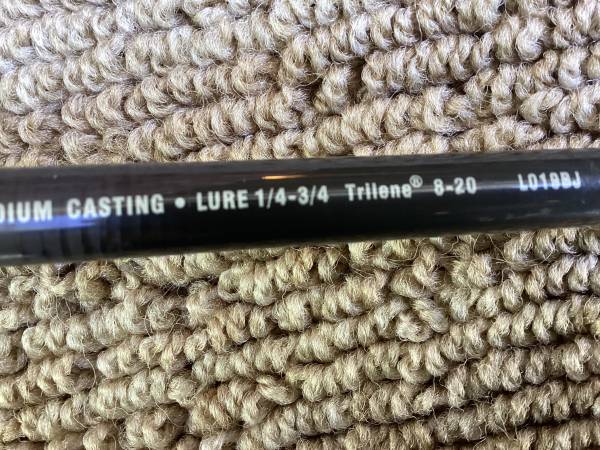 DIUM CASTING • LURE 1/4-3/4 Trilene® 8-20 L019BJ